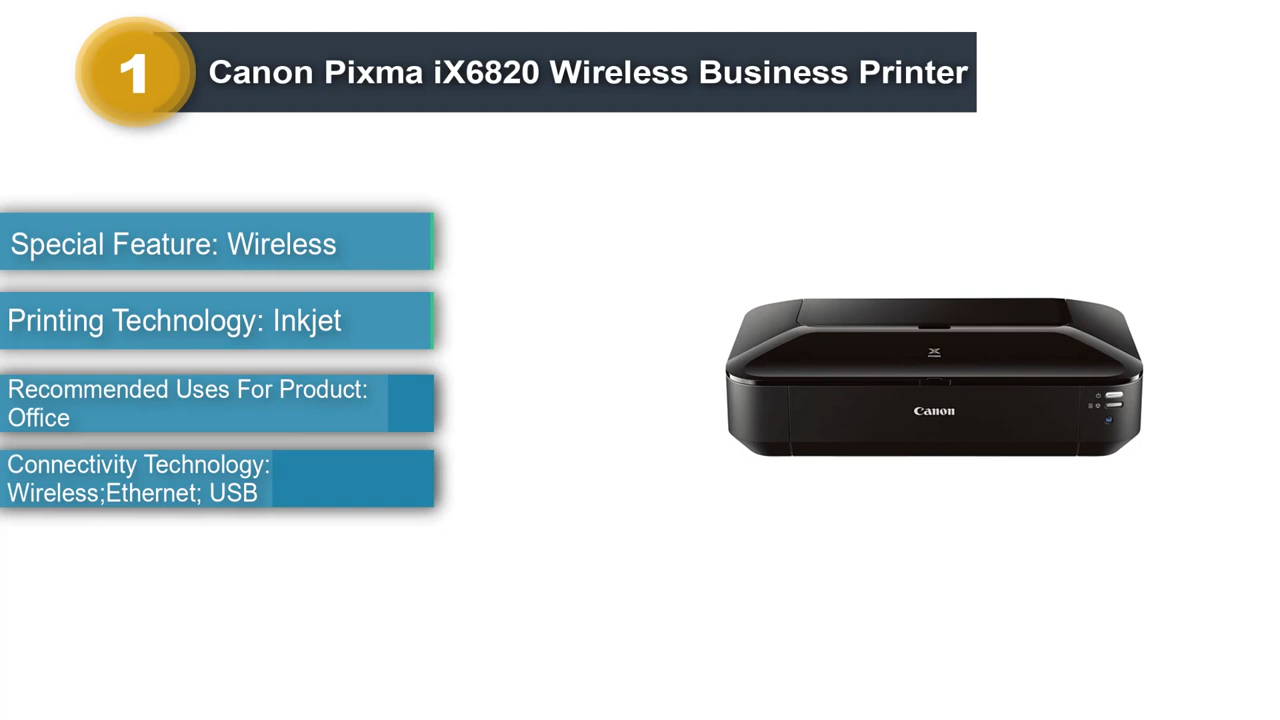 1
Canon Pixma iX6820 Wireless Business Printer
Special Feature: Wireless
Printing Technology: Inkjet
Recommended Uses For Product:
Office
Connectivity Technology:
Wireless;Ethernet; USB
Canon